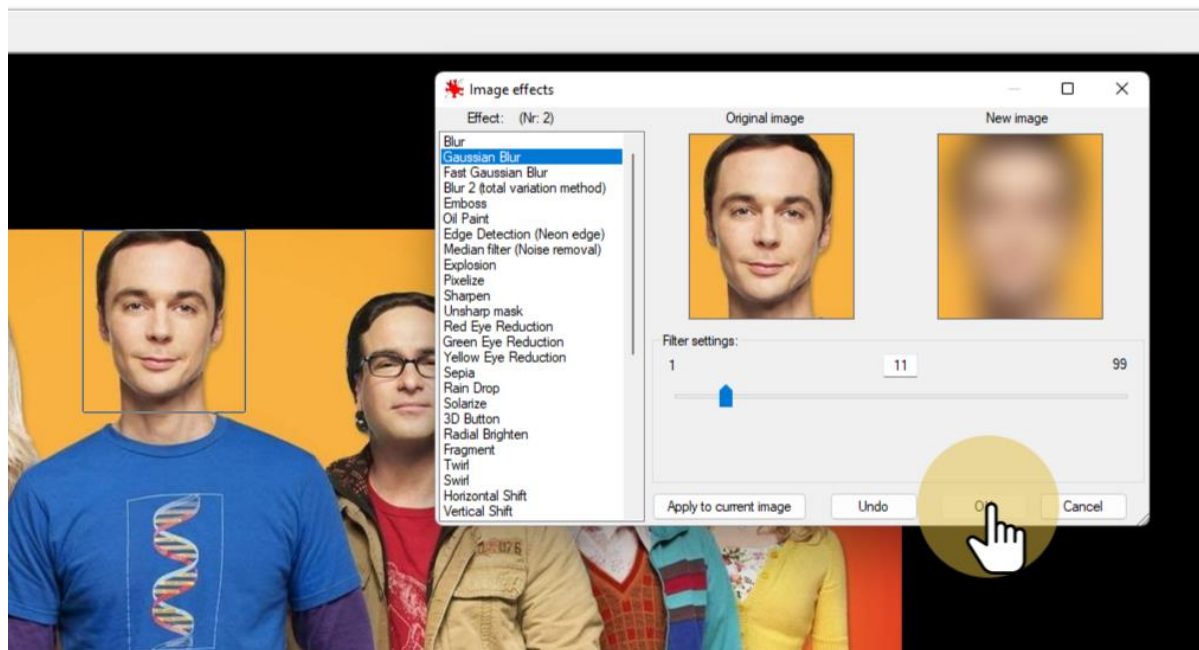 Image effects
Effect: (Nr: 2)
Original image
New image
Blur
Gaussian Blur
Fast Gaussian Blur
Blur 2 (total variation method)
Emboss
Oil Paint
Edge Detection (Neon edge)
Median filter (Noise removal)
Explosion
Pixelize
Sharpen
Unsharp mask
Red Eye Reduction
Green Eye Reduction
Yellow Eye Reduction
Sepia
Rain Drop
Solarize
3D Button
Radial Brighten
Fragment
Twirl
Swirl
Horizontal Shift
Vertical Shift
Filter settings:
1
11
99
Apply to current image
Undo
Cancel